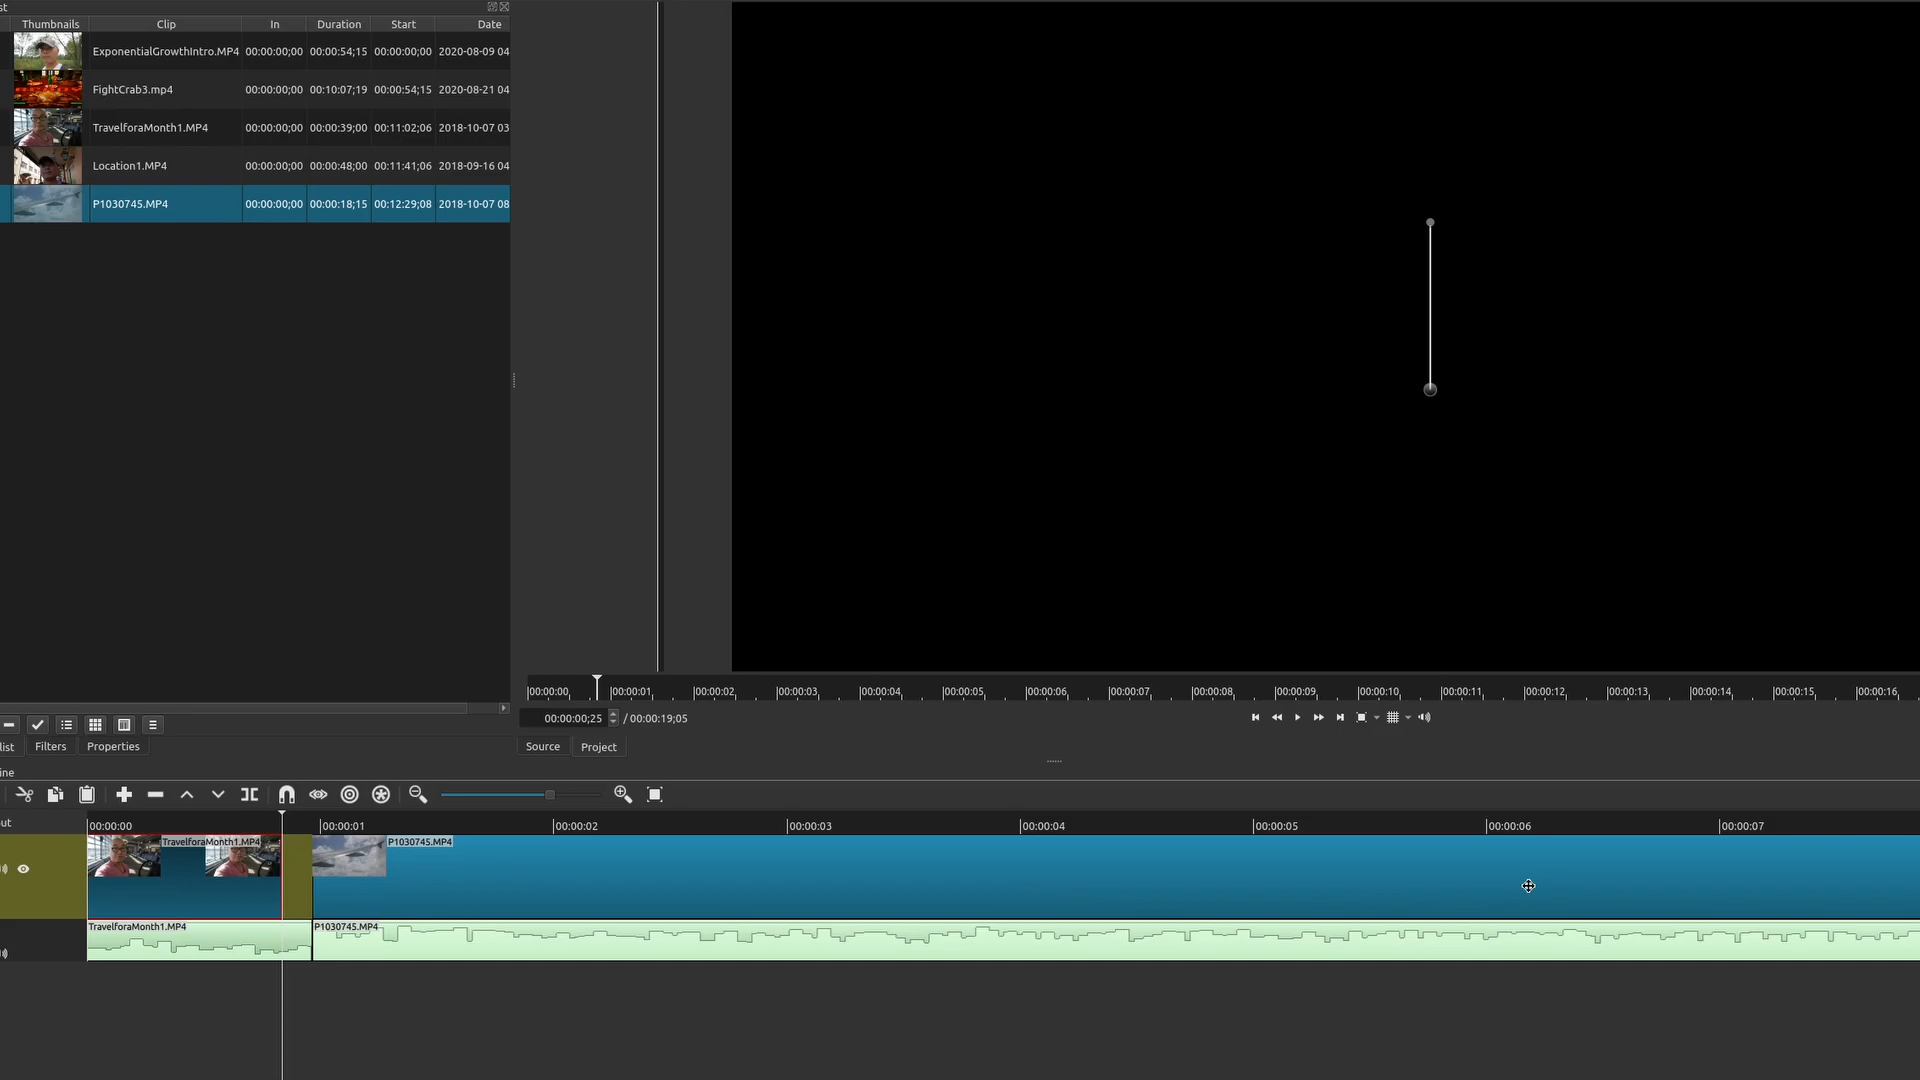 st
Thumbnails Clip In Duration Start Date
ExponentialGrowthIntro.MP4 00:00:00;00 00:00:54;15 00:00:00;00 2020-08-09 04
FightCrab3.mp4 00:00:00;00 00:10:07;19 00:00:54;15 2020-08-21 04
TravelforaMonth1.MP4 00:00:00;00 00:00:39;00 00:11:02;06 2018-10-07 03
Location1.MP4 00:00:00;00 00:00:48;00 00:11:41;06 2018-09-16 04
P1030745.MP4 00:00:00;00 00:00:18;15 00:12:29;08 2018-10-07 08
00:00:00 00:00:01 00:00:02 00:00:03 00:00:04 00:00:05 00:00:06 00:00:07 00:00:08 00:00:09 00:00:10 00:00:11 00:00:12 00:00:13 00:00:14 00:00:15 00:00:16
00:00:00;25 / 00:00:19;05
list Filters Properties Source Project
ine
ut 00:00:00 00:00:01 00:00:02 00:00:03 00:00:04 00:00:05 00:00:06 00:00:07
TravelforaMonth1.MP4 P1030745.MP4
TravelforaMonth1.MP4 P1030745.MP4